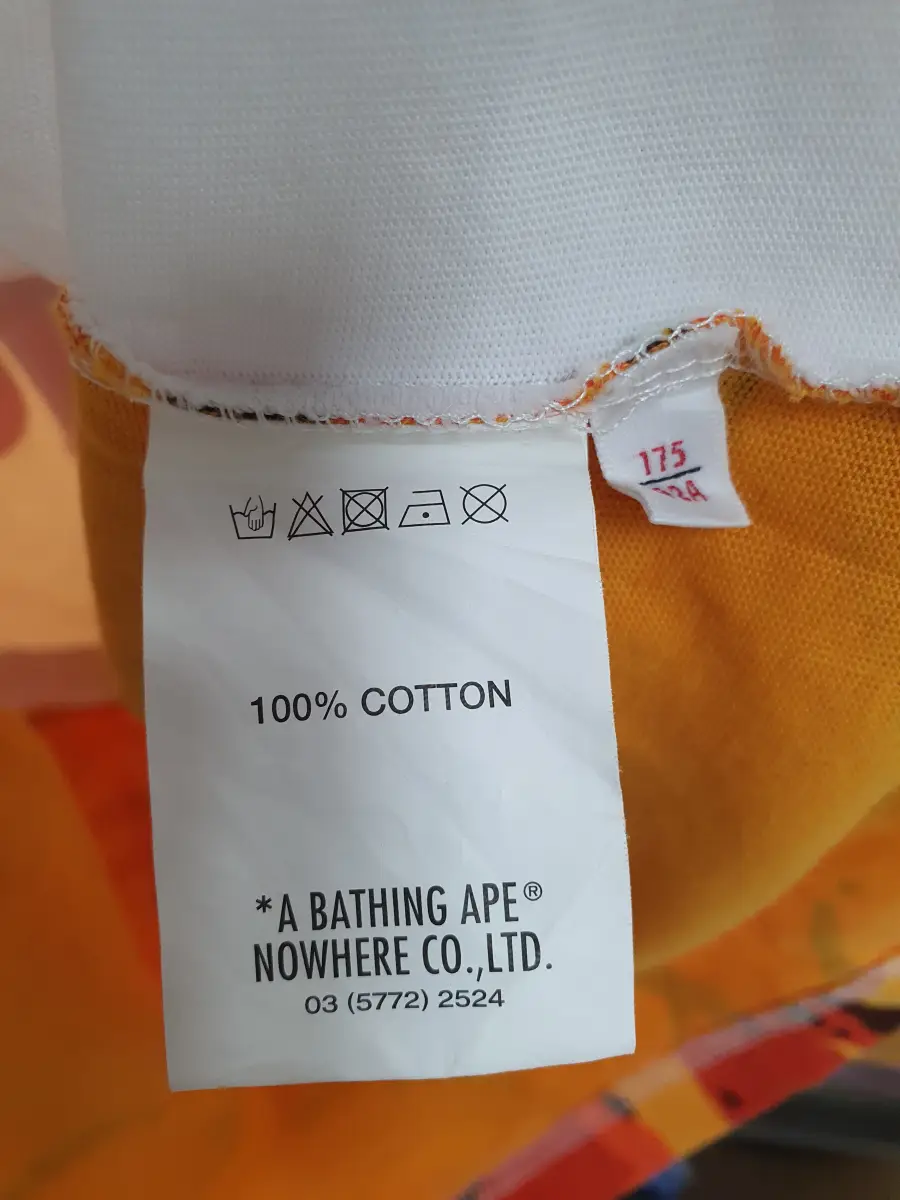 175
100% COTTON
*A BATHING APE®
NOWHERE CO.,LTD.
03 (5772) 2524